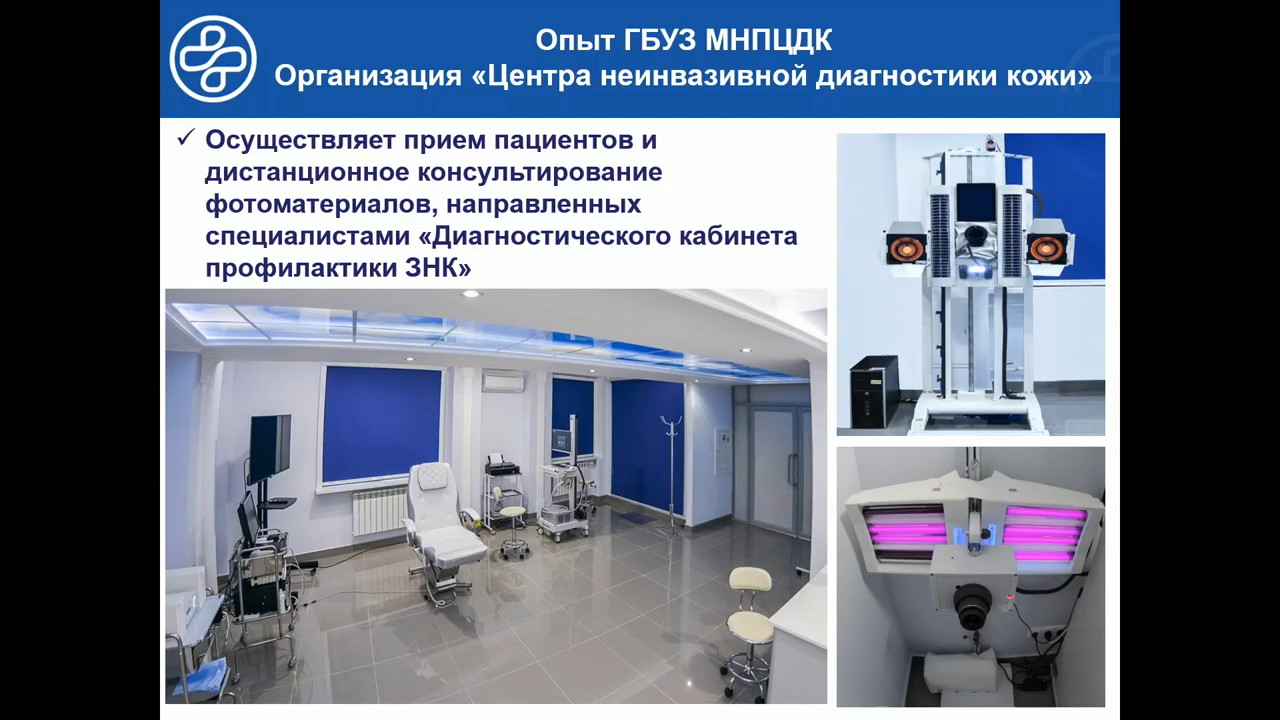 Опыт ГБУЗ МНПЦДК
Организация «Центра неинвазивной диагностики кожи»
✓ Осуществляет прием пациентов и
дистанционное консультирование
фотоматериалов, направленных
специалистами «Диагностического кабинета
профилактики ЗНК»